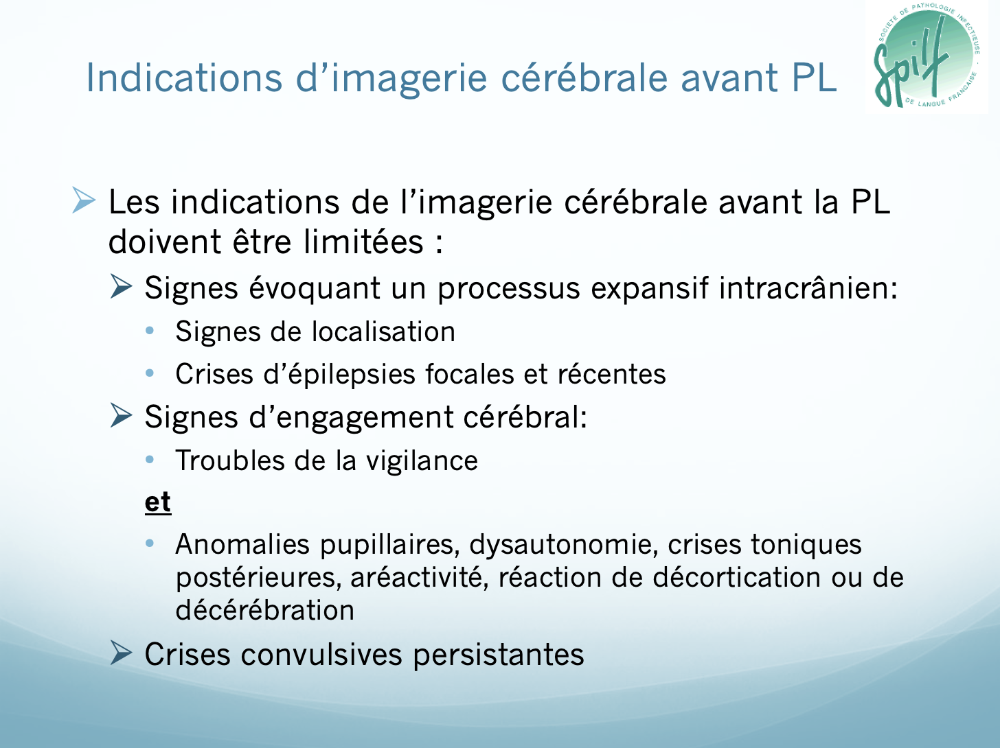 Indications d’imagerie cérébrale avant PL
SOCIETE DE PATHOLOGIE INFECTIEUSE -
Spilf
DE LANGUE FRANCAISE
Les indications de l’imagerie cérébrale avant la PL
doivent être limitées :
Signes évoquant un processus expansif intracrânien:
• Signes de localisation
• Crises d’épilepsies focales et récentes
Signes d’engagement cérébral:
• Troubles de la vigilance
et
• Anomalies pupillaires, dysautonomie, crises toniques
postérieures, aréactivité, réaction de décortication ou de
décérébration
Crises convulsives persistantes